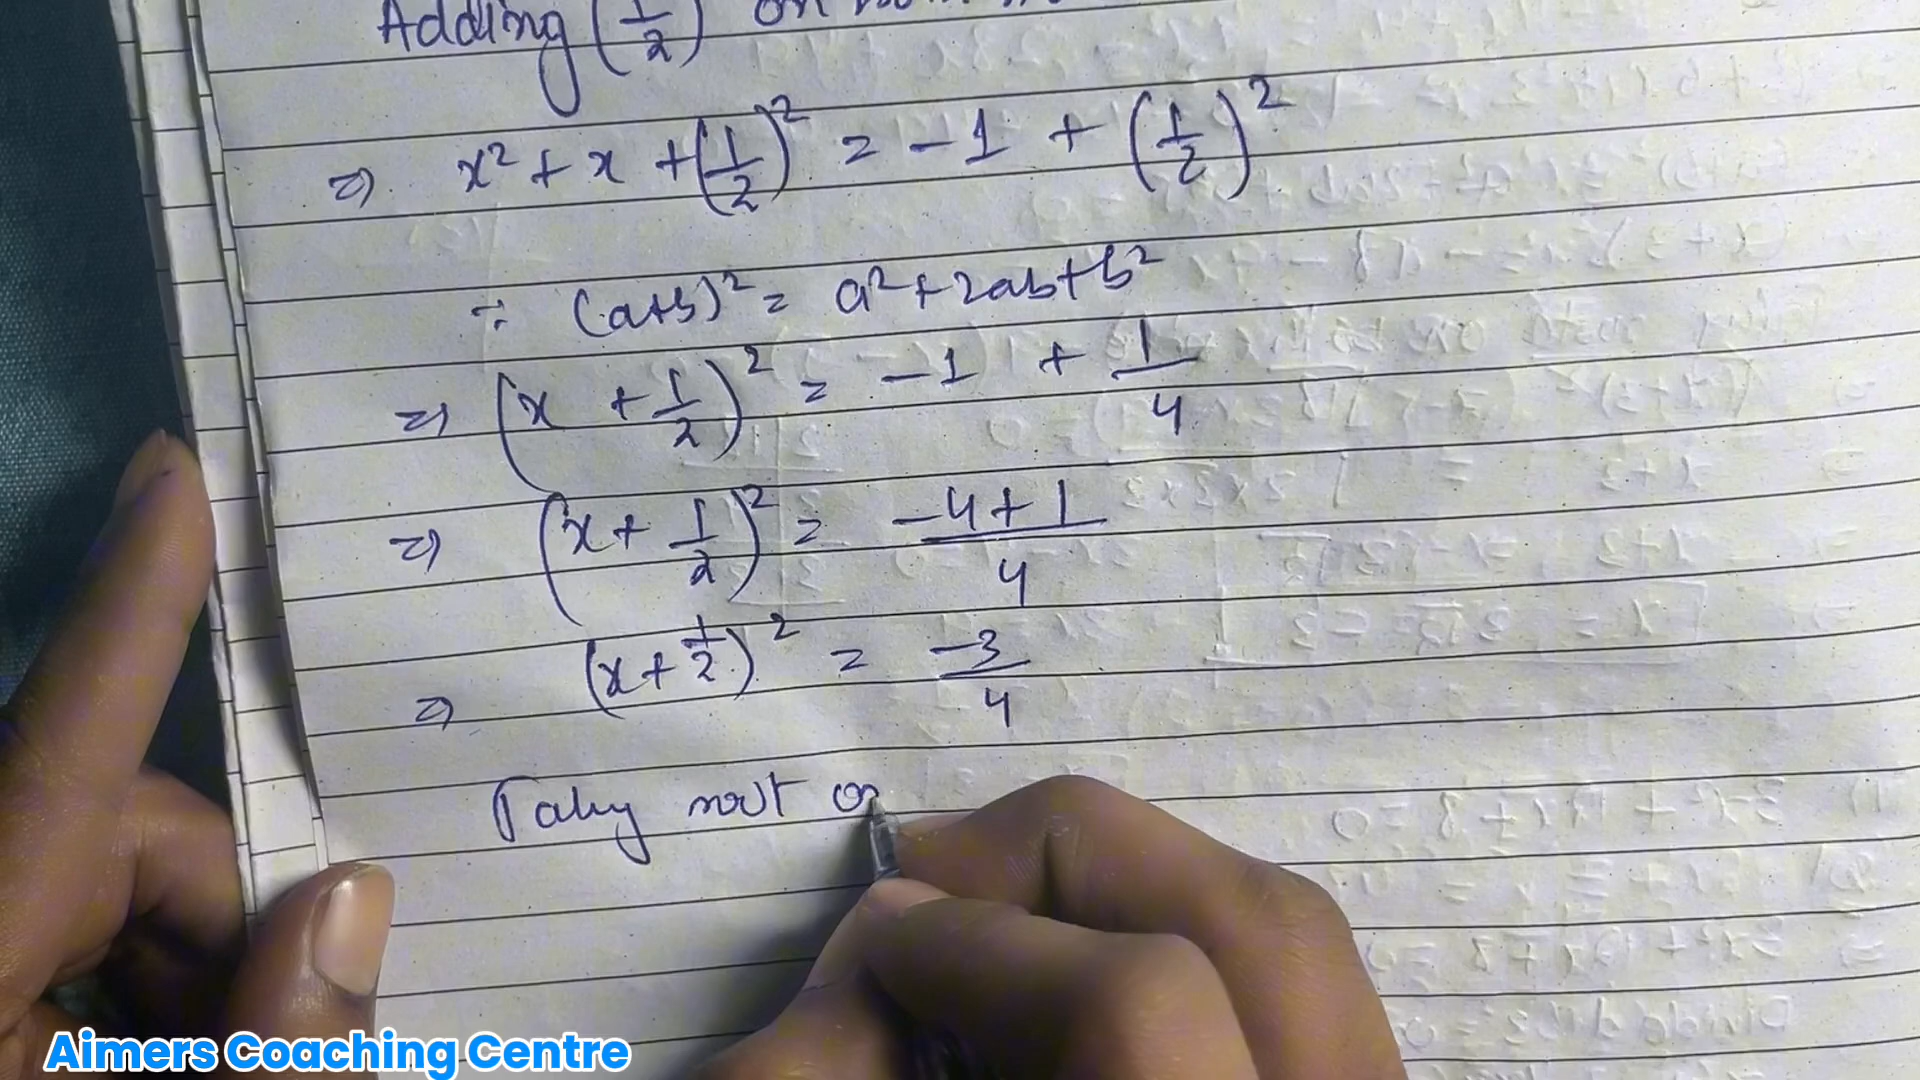 Adding (1/2) on both
⇒ x² + x + (1/2)² = -1 + (1/2)²
∵ (a+b)² = a² + 2ab + b²
⇒ (x + 1/2)² = -1 + 1/4
⇒ (x + 1/2)² = -4+1/4
⇒ (x + 1/2)² = -3/4
Taking root on
Aimers Coaching Centre